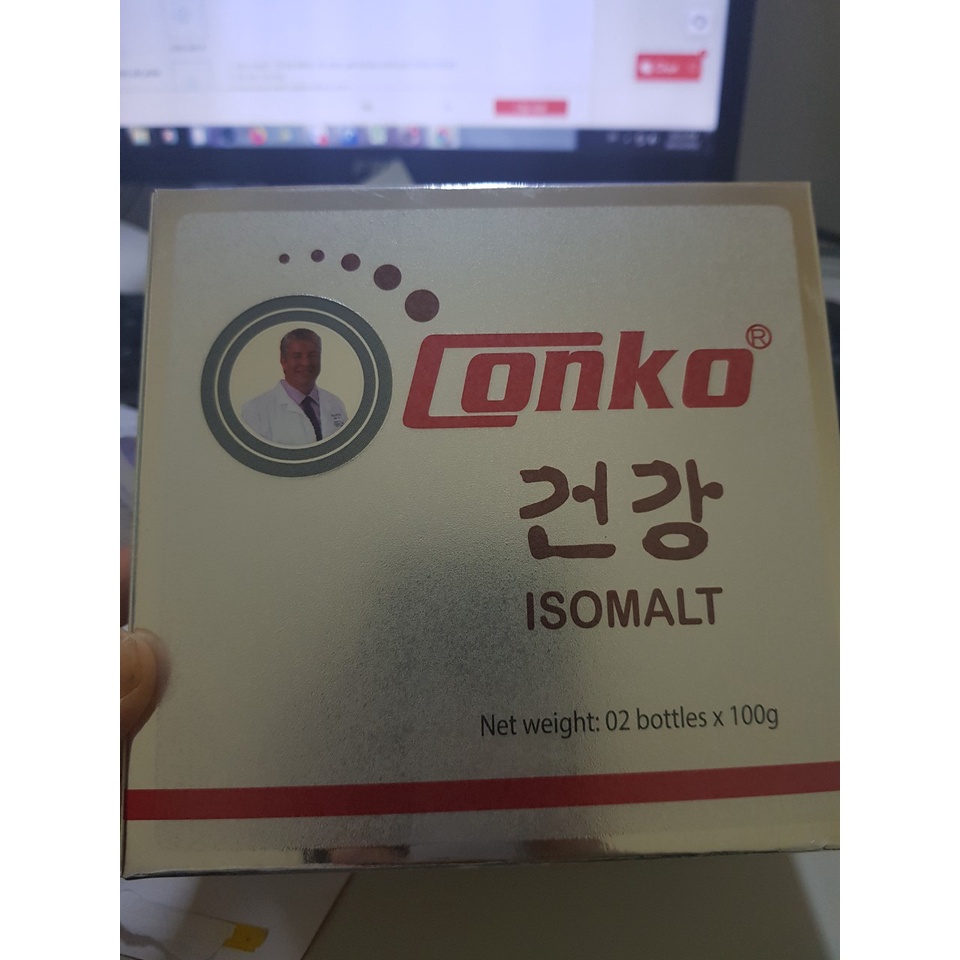 Conko®
건강
ISOMALT
Net weight: 02 bottles x 100g